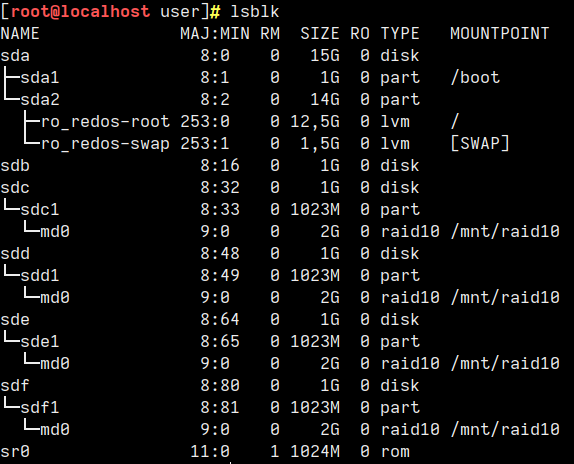 [root@localhost user]# lsblk
NAME MAJ:MIN RM SIZE RO TYPE MOUNTPOINT
sda 8:0 0 15G 0 disk
├─sda1 8:1 0 1G 0 part /boot
└─sda2 8:2 0 14G 0 part
├─ro_redos-root 253:0 0 12,5G 0 lvm /
└─ro_redos-swap 253:1 0 1,5G 0 lvm [SWAP]
sdb 8:16 0 1G 0 disk
sdc 8:32 0 1G 0 disk
└─sdc1 8:33 0 1023M 0 part
└─md0 9:0 0 2G 0 raid10 /mnt/raid10
sdd 8:48 0 1G 0 disk
└─sdd1 8:49 0 1023M 0 part
└─md0 9:0 0 2G 0 raid10 /mnt/raid10
sde 8:64 0 1G 0 disk
└─sde1 8:65 0 1023M 0 part
└─md0 9:0 0 2G 0 raid10 /mnt/raid10
sdf 8:80 0 1G 0 disk
└─sdf1 8:81 0 1023M 0 part
└─md0 9:0 0 2G 0 raid10 /mnt/raid10
sr0 11:0 1 1024M 0 rom